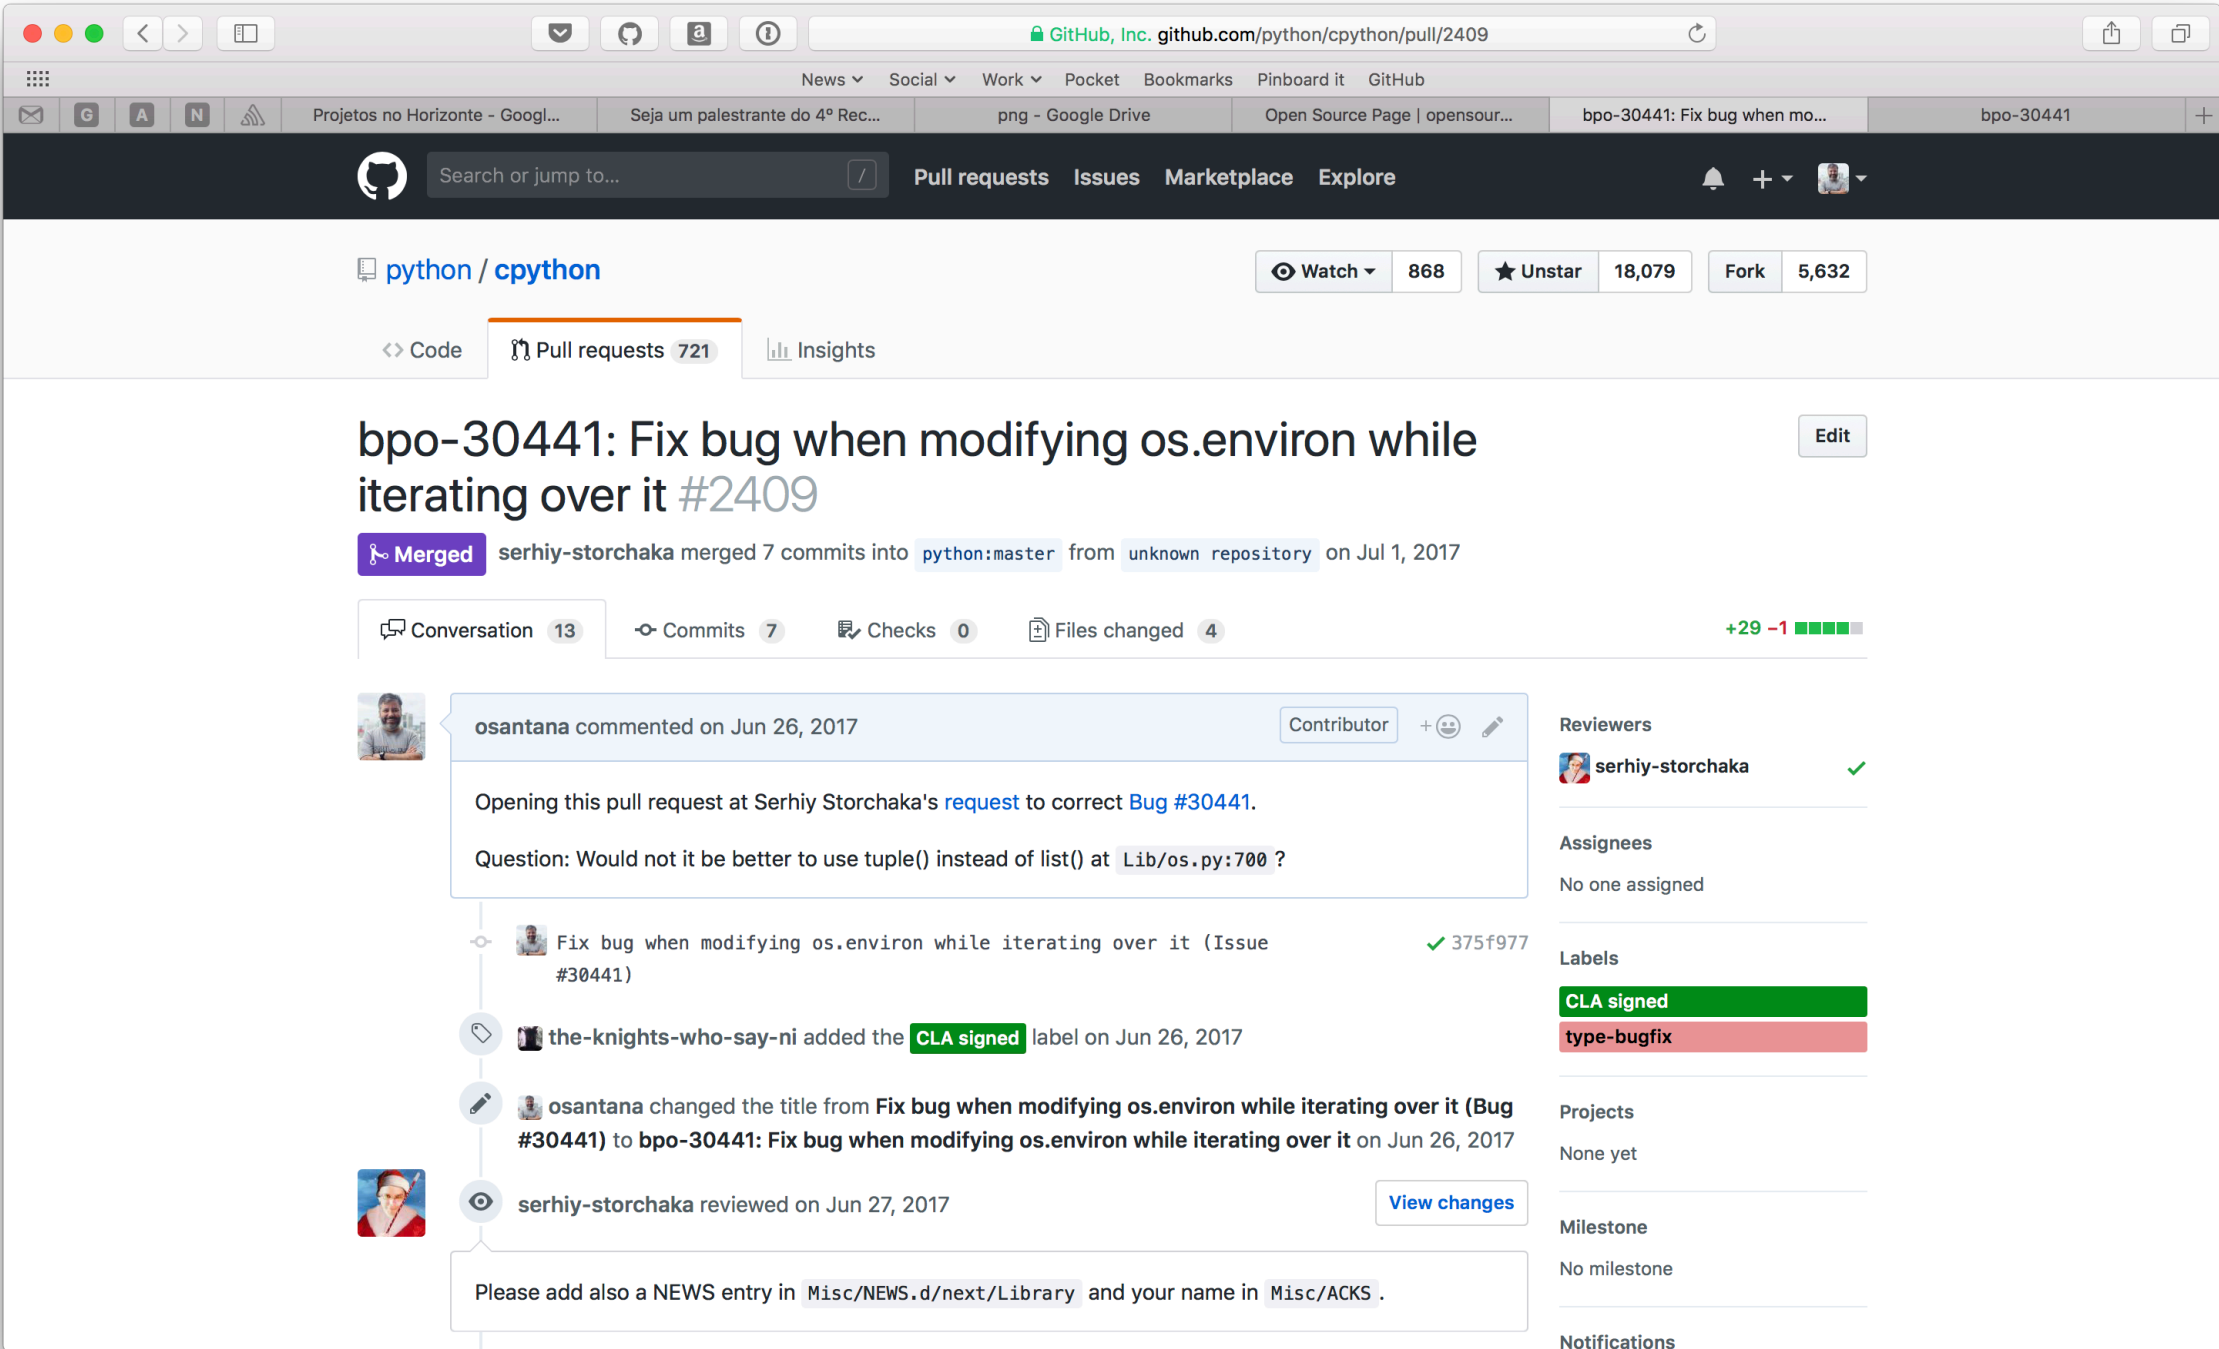 GitHub, Inc. github.com/python/cpython/pull/2409
News Social Work Pocket Bookmarks Pinboard it GitHub
G A N Projetos no Horizonte - Googl... Seja um palestrante do 4º Rec... png - Google Drive Open Source Page | opensour... bpo-30441: Fix bug when mo... bpo-30441
Search or jump to... / Pull requests Issues Marketplace Explore
python / cpython Watch 868 Unstar 18,079 Fork 5,632
Code Pull requests 721 Insights
bpo-30441: Fix bug when modifying os.environ while
iterating over it #2409
Edit
Merged serhiy-storchaka merged 7 commits into python:master from unknown repository on Jul 1, 2017
Conversation 13 Commits 7 Checks 0 Files changed 4 +29 −1
osantana commented on Jun 26, 2017 Contributor
Opening this pull request at Serhiy Storchaka's request to correct Bug #30441.
Question: Would not it be better to use tuple() instead of list() at Lib/os.py:700 ?
Fix bug when modifying os.environ while iterating over it (Issue
#30441)
375f977
the-knights-who-say-ni added the CLA signed label on Jun 26, 2017
osantana changed the title from Fix bug when modifying os.environ while iterating over it (Bug
#30441) to bpo-30441: Fix bug when modifying os.environ while iterating over it on Jun 26, 2017
serhiy-storchaka reviewed on Jun 27, 2017 View changes
Please add also a NEWS entry in Misc/NEWS.d/next/Library and your name in Misc/ACKS .
Reviewers
serhiy-storchaka
Assignees
No one assigned
Labels
CLA signed
type-bugfix
Projects
None yet
Milestone
No milestone
Notifications